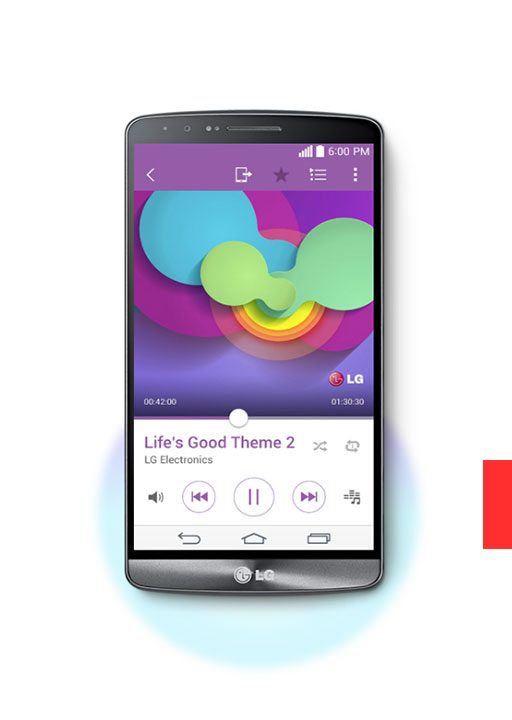 6:00 PM
LG
00:42:00
01:30:30
Life's Good Theme 2
LG Electronics
LG